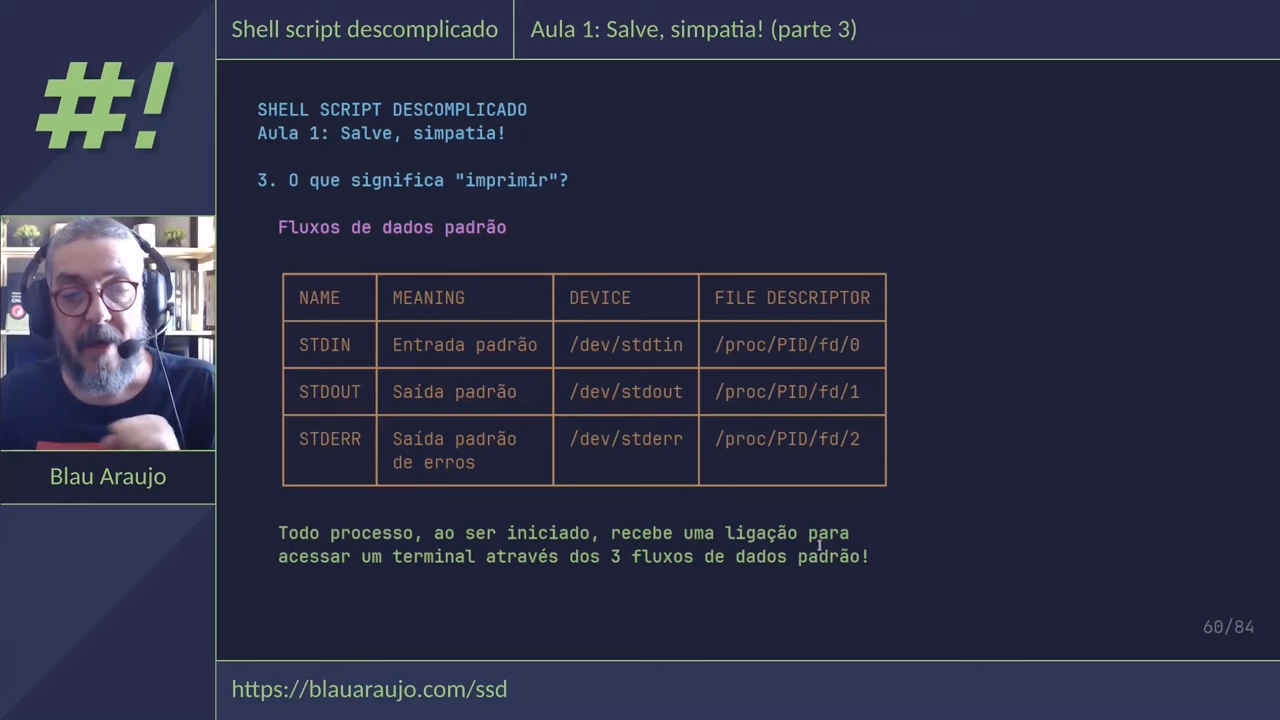 Shell script descomplicado
Aula 1: Salve, simpatia! (parte 3)
#!
SHELL SCRIPT DESCOMPLICADO
Aula 1: Salve, simpatia!
3. O que significa "imprimir"?
Fluxos de dados padrão
NAME MEANING DEVICE FILE DESCRIPTOR
STDIN Entrada padrão /dev/stdtin /proc/PID/fd/0
STDOUT Saída padrão /dev/stdout /proc/PID/fd/1
STDERR Saída padrão /dev/stderr /proc/PID/fd/2
de erros
Blau Araujo
Todo processo, ao ser iniciado, recebe uma ligação para
acessar um terminal através dos 3 fluxos de dados padrão!
60/84
https://blauaraujo.com/ssd